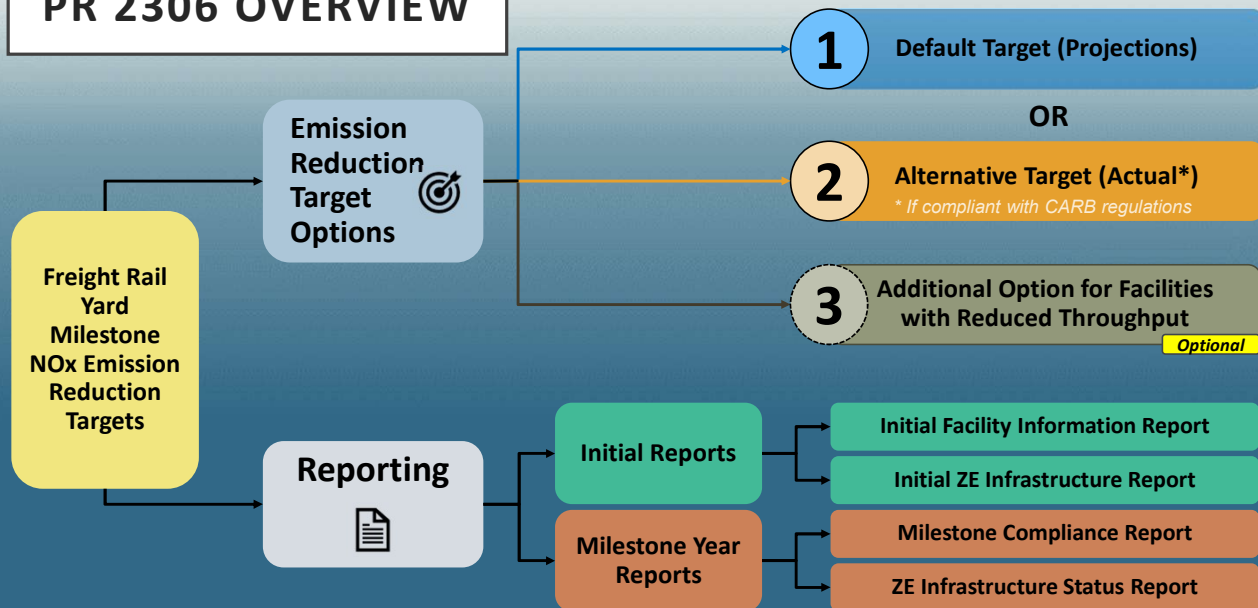 PR 2306 OVERVIEW
Freight Rail
Yard
Milestone
NOx Emission
Reduction
Targets
Emission
Reduction
Target
Options
1
Default Target (Projections)
OR
2
Alternative Target (Actual*)
* If compliant with CARB regulations
3
Additional Option for Facilities
with Reduced Throughput
Optional
Reporting
Initial Reports
Initial Facility Information Report
Initial ZE Infrastructure Report
Milestone Year
Reports
Milestone Compliance Report
ZE Infrastructure Status Report